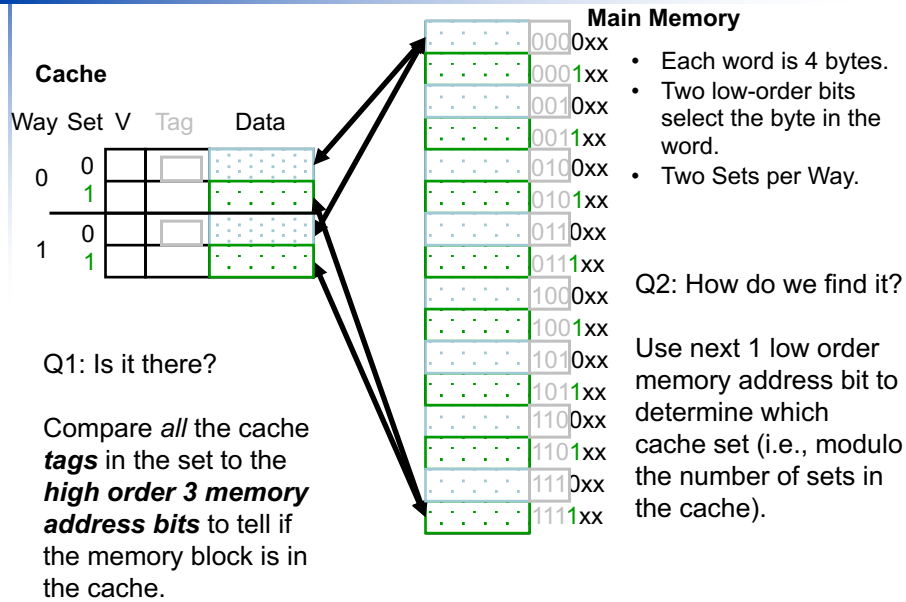 Cache
Way Set V Tag Data
0
0
1
1
0
1
Q1: Is it there?
Compare all the cache
tags in the set to the
high order 3 memory
address bits to tell if
the memory block is in
the cache.
Main Memory
0000xx
0001xx
0010xx
0011xx
0100xx
0101xx
0110xx
0111xx
1000xx
1001xx
1010xx
1011xx
1100xx
1101xx
1110xx
1111xx
• Each word is 4 bytes.
• Two low-order bits
select the byte in the
word.
• Two Sets per Way.
Q2: How do we find it?
Use next 1 low order
memory address bit to
determine which
cache set (i.e., modulo
the number of sets in
the cache).